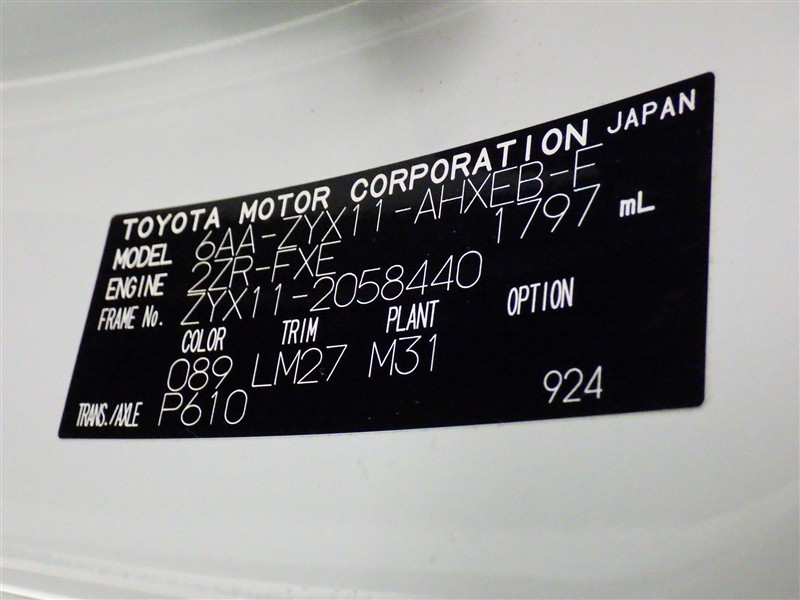 TOYOTA MOTOR CORPORATION JAPAN
MODEL 6AA-ZYX11-AHXEB-E
ENGINE 2ZR-FXE 1797 mL
FRAME No. ZYX11-2058440
COLOR TRIM PLANT OPTION
089 LM27 M31
TRANS./AXLE P610 924